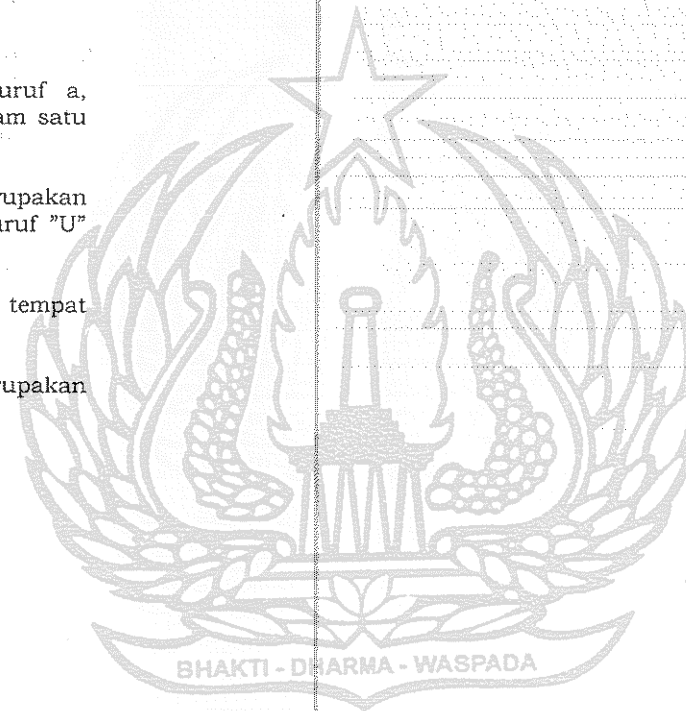 uruf a,
am satu
rupakan
uruf "U"
tempat
rupakan
BHAKTI - DHARMA - WASPADA